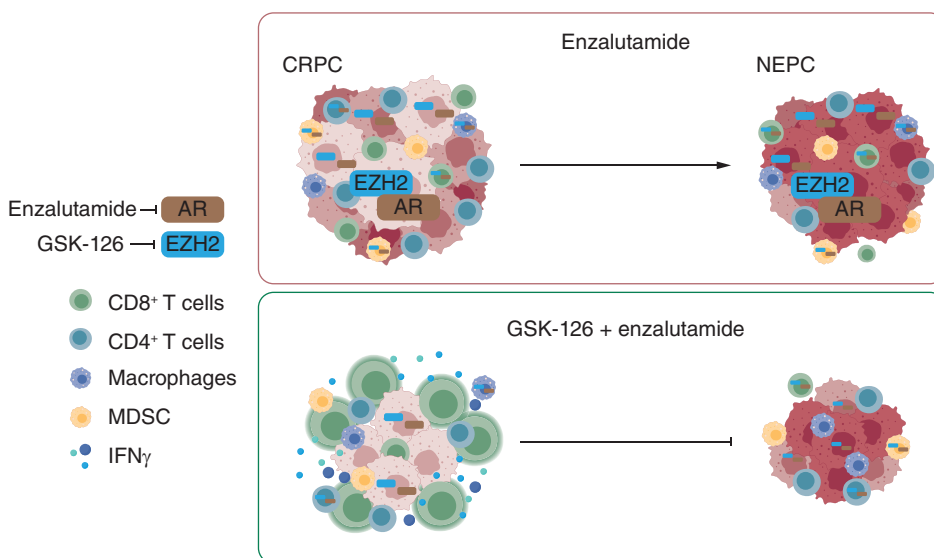 Enzalutamide
CRPC
NEPC
EZH2
AR
EZH2
AR
Enzalutamide AR
GSK-126 EZH2
CD8⁺ T cells
CD4⁺ T cells
Macrophages
MDSC
IFNγ
GSK-126 + enzalutamide